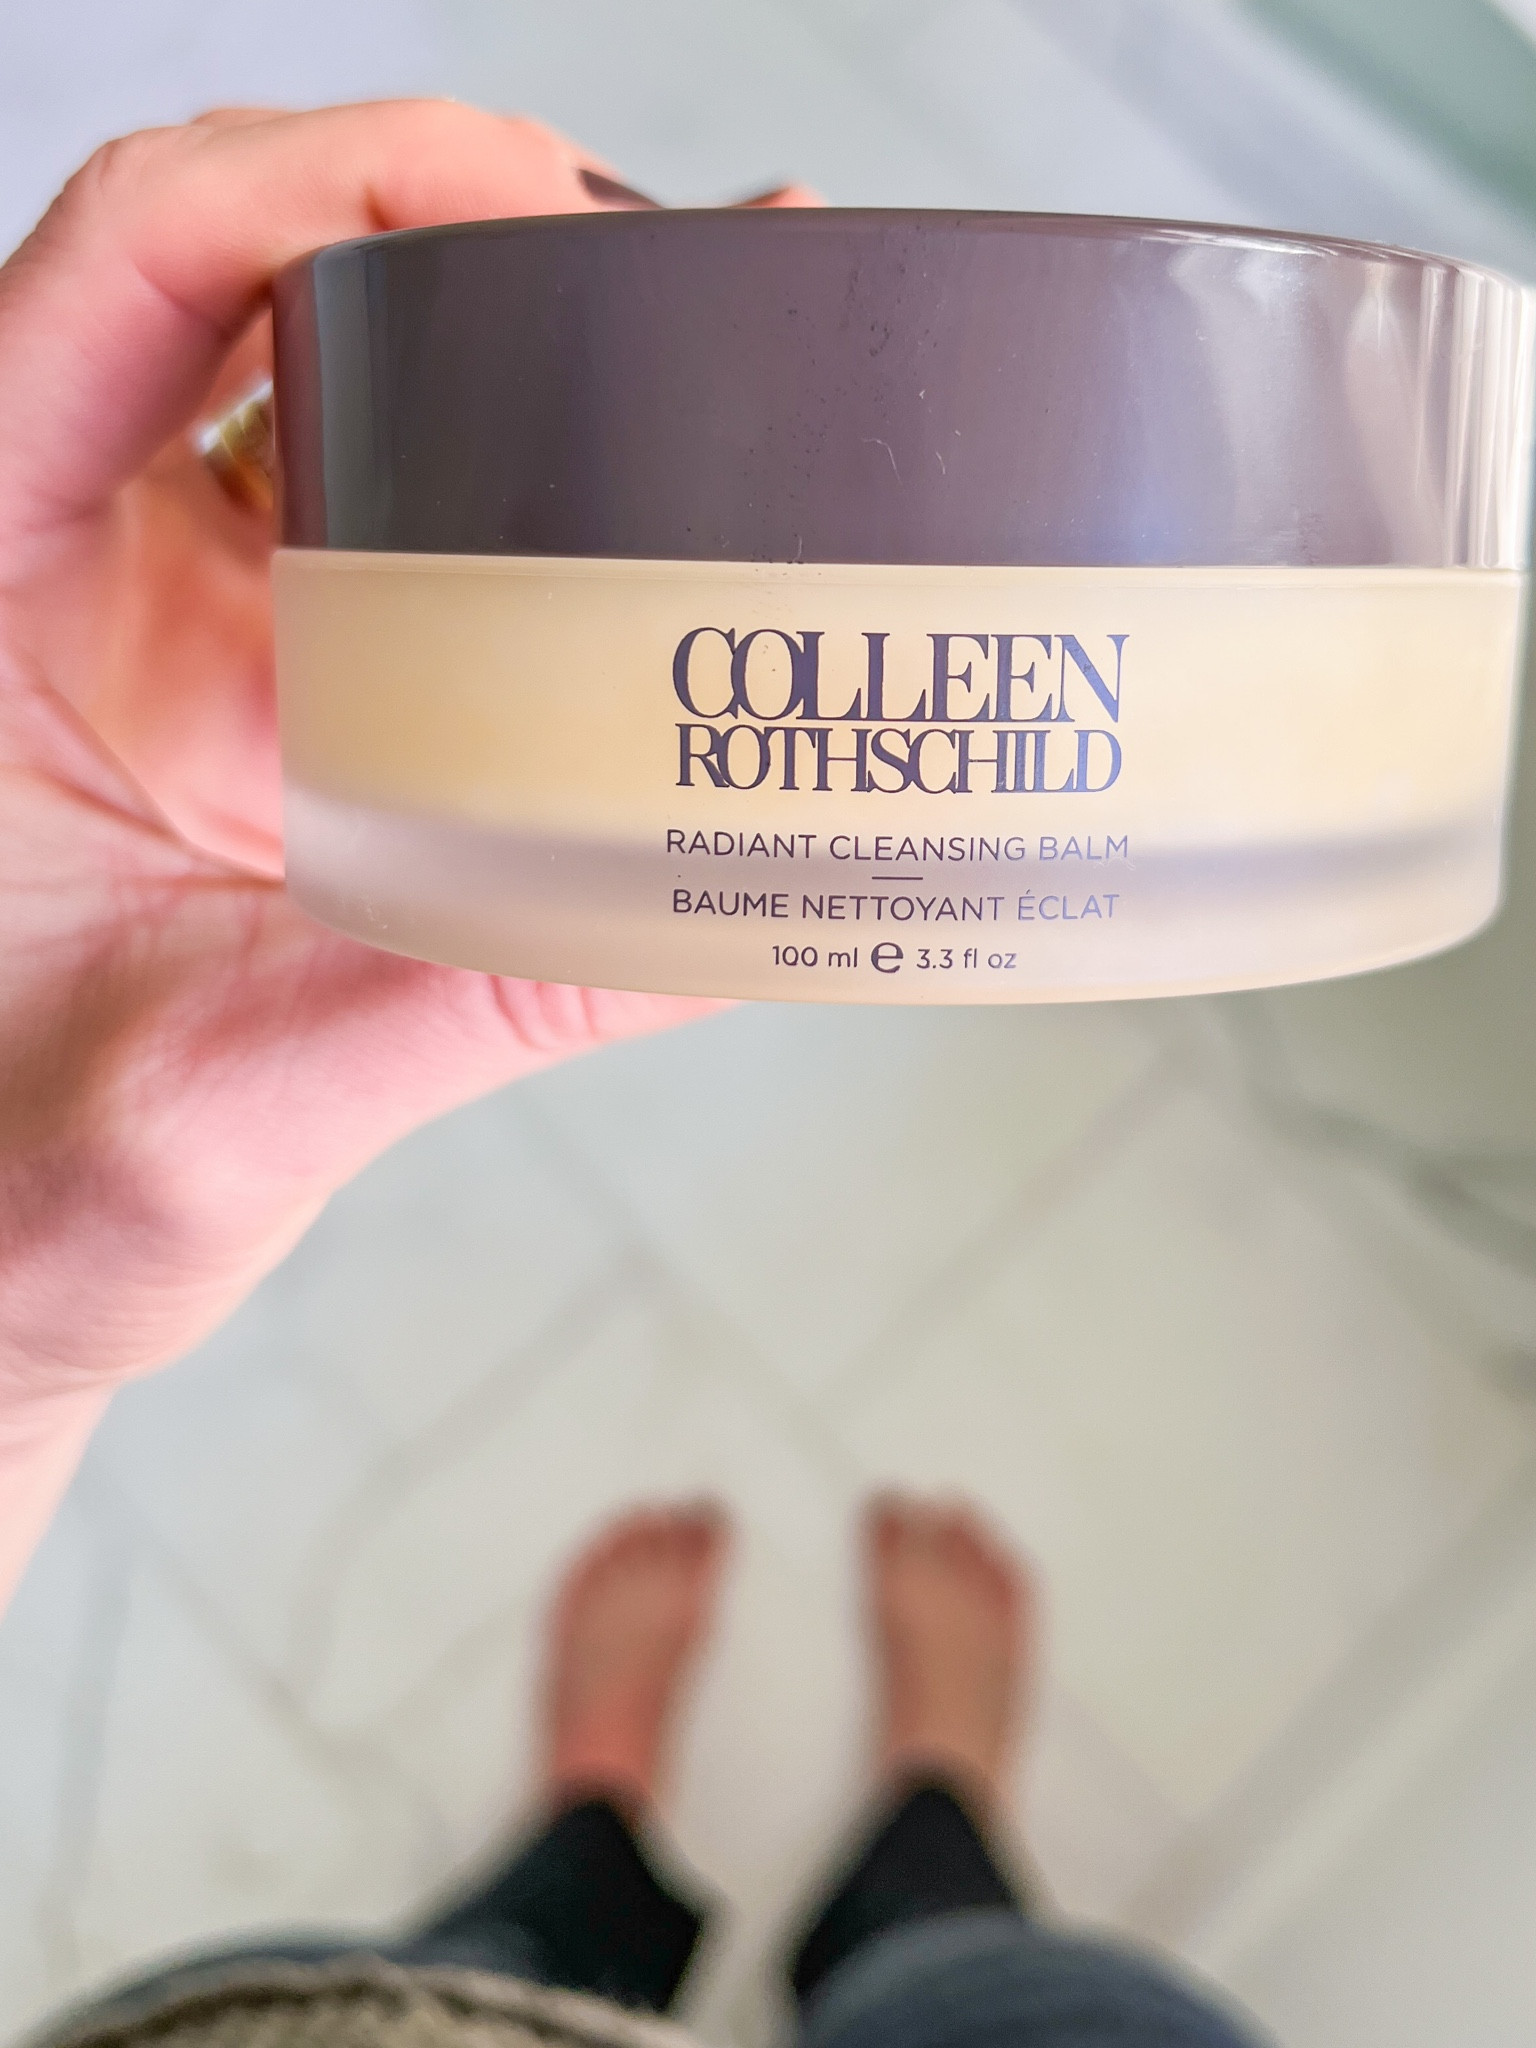 COLLEEN
ROTHSCHILD
RADIANT CLEANSING BALM
BAUME NETTOYANT ÉCLAT
100 ml ℮ 3.3 fl oz